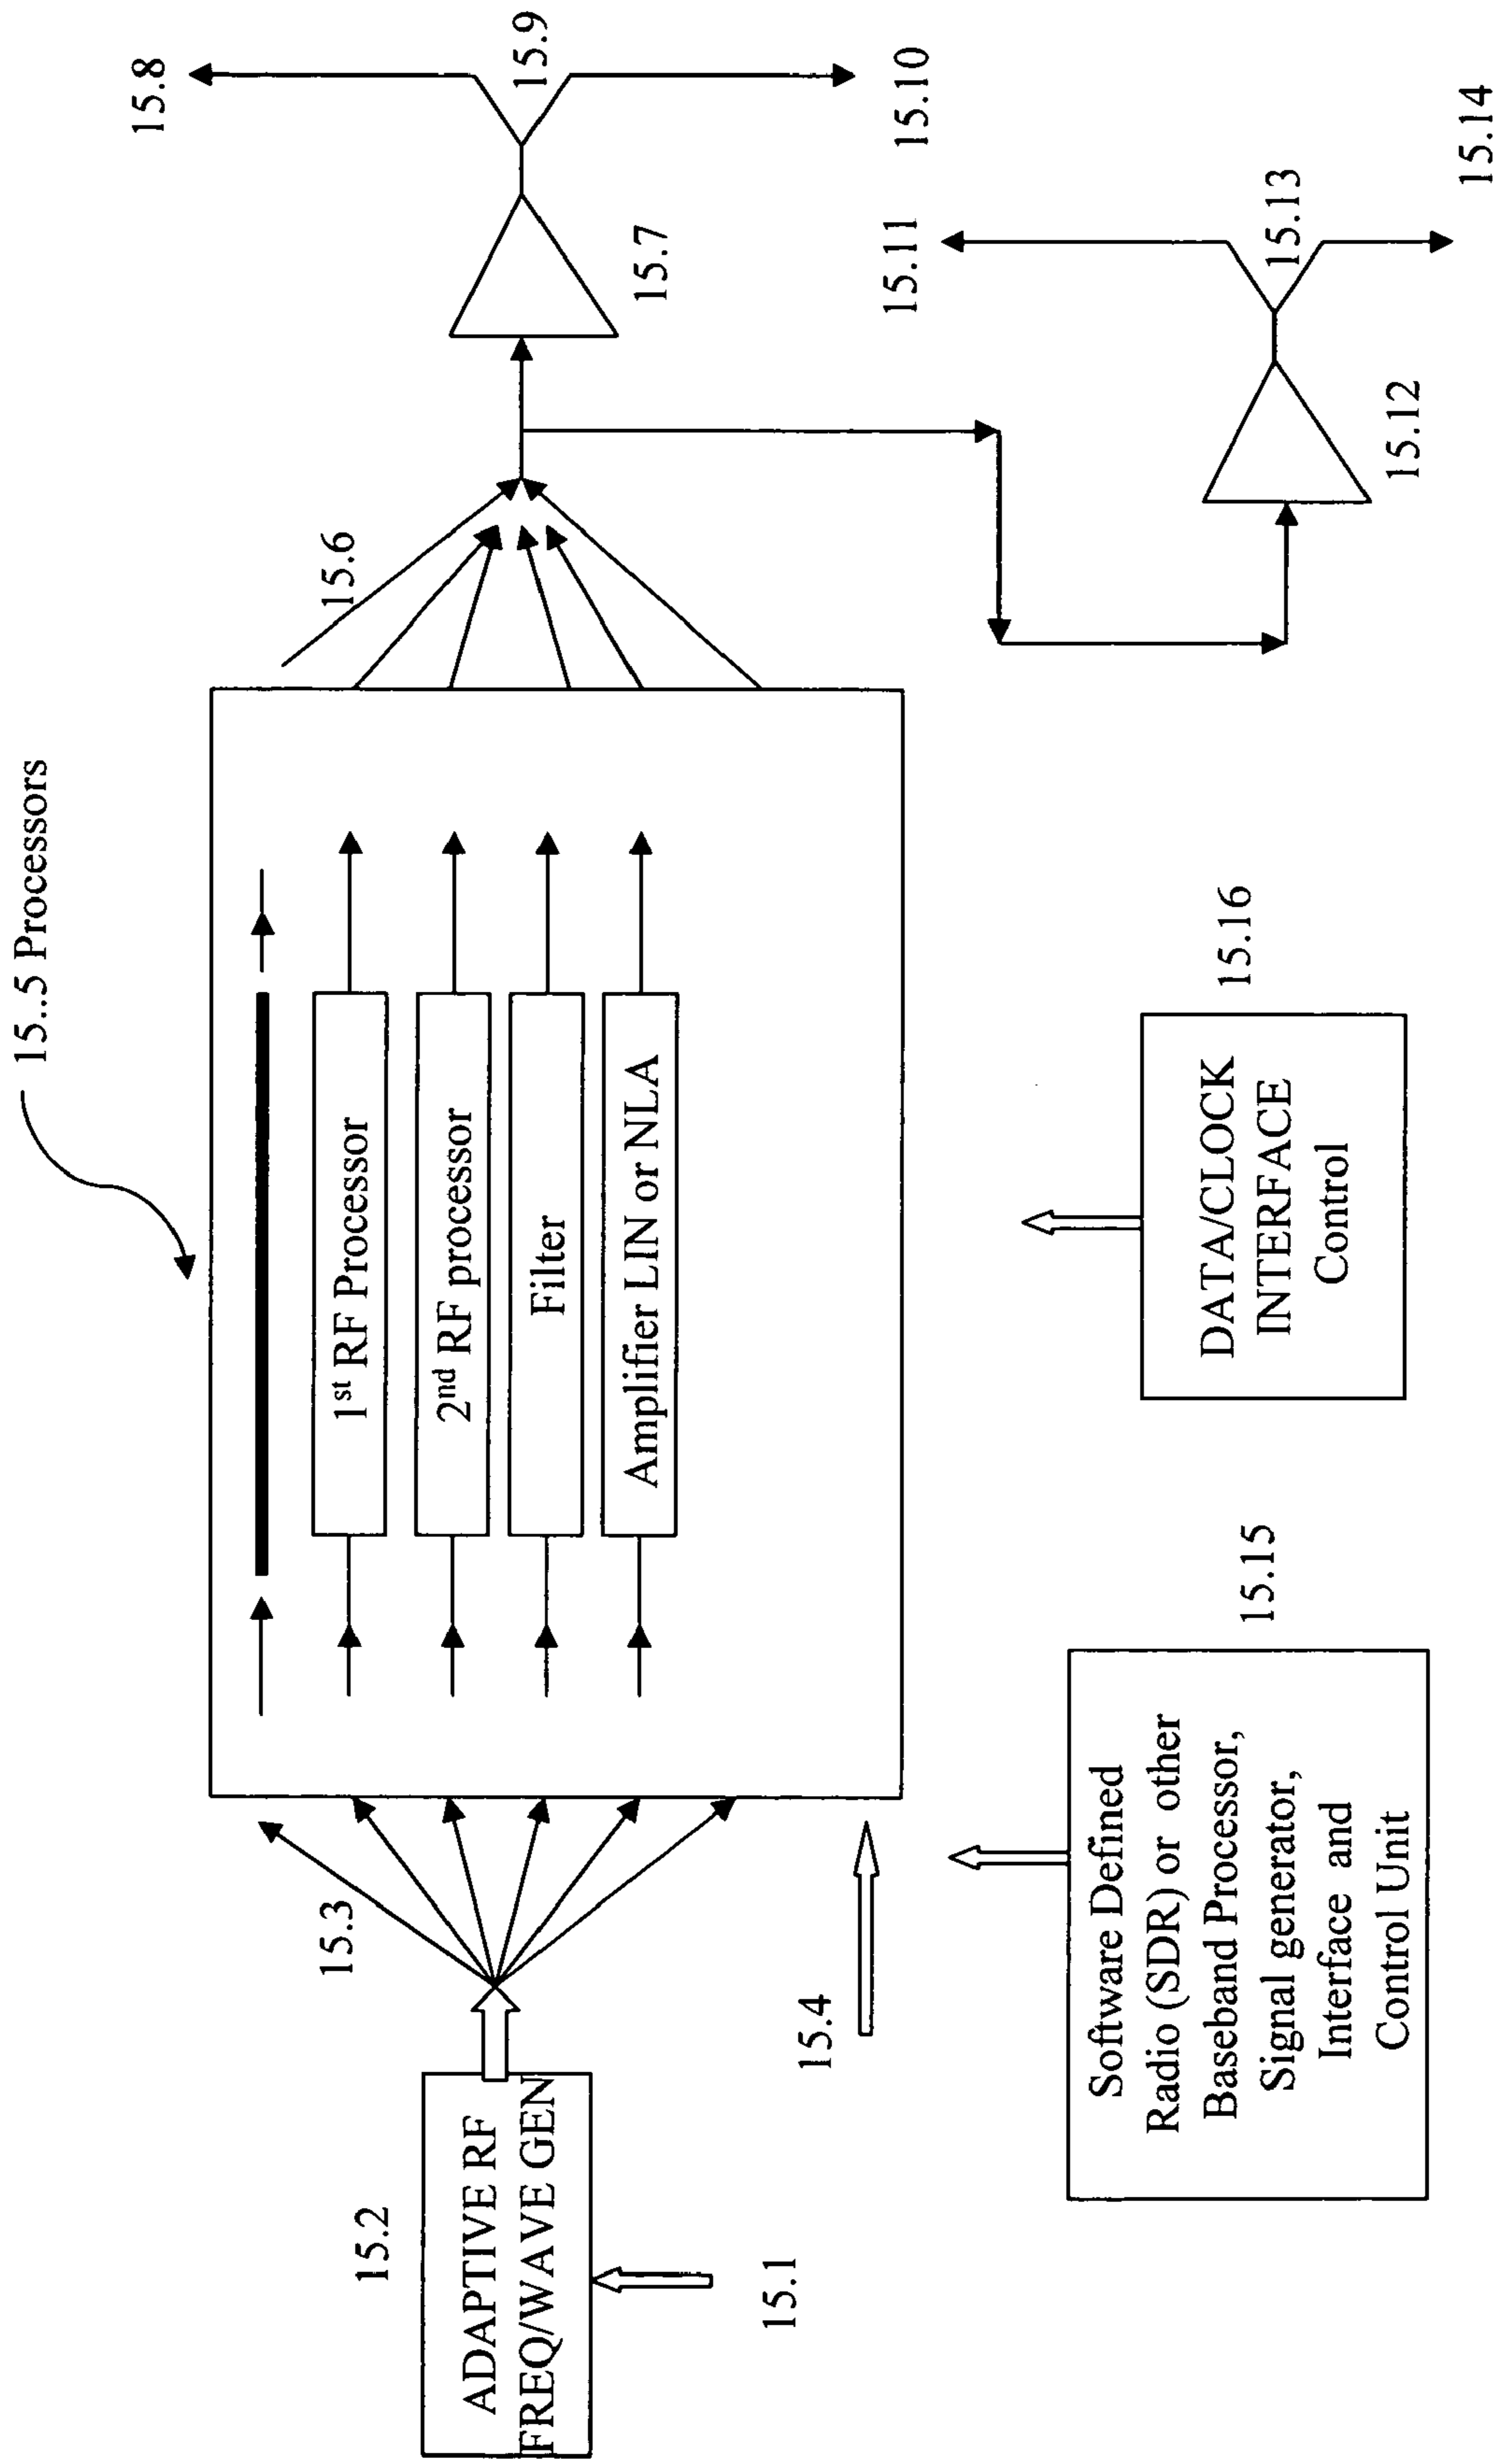 15..5 Processors
15.8
15.9
15.10
15.7
15.6
15.3
15.2
ADAPTIVE RF
FREQ/WAVE GEN
15.1
15.4
1st RF Processor
2nd RF processor
Filter
Amplifier LIN or NLA
15.11
15.13
15.14
15.12
Software Defined
Radio (SDR) or other
Baseband Processor,
Signal generator,
Interface and
Control Unit
15.15
DATA/CLOCK
INTERFACE
Control
15.16